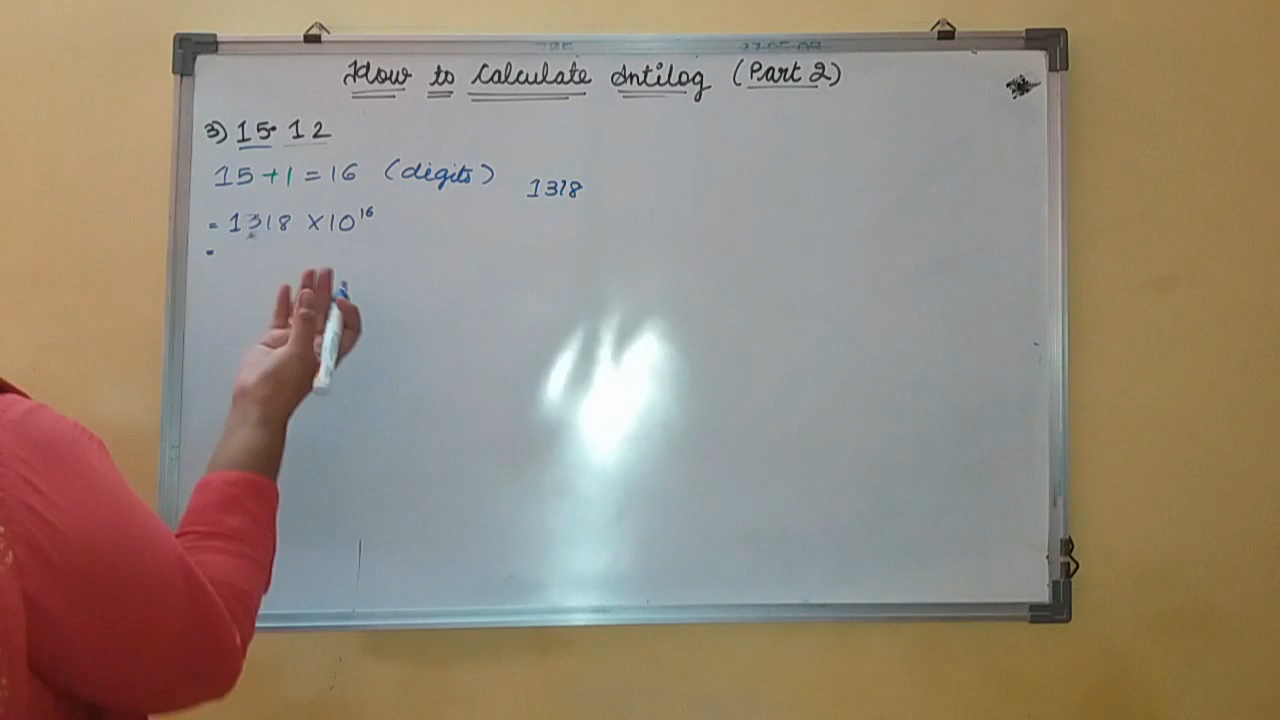 How to Calculate Antilog (Part 2)
3) 15. 12
15 + 1 = 16 (digits) 1318
= 1318 × 10¹⁶
=